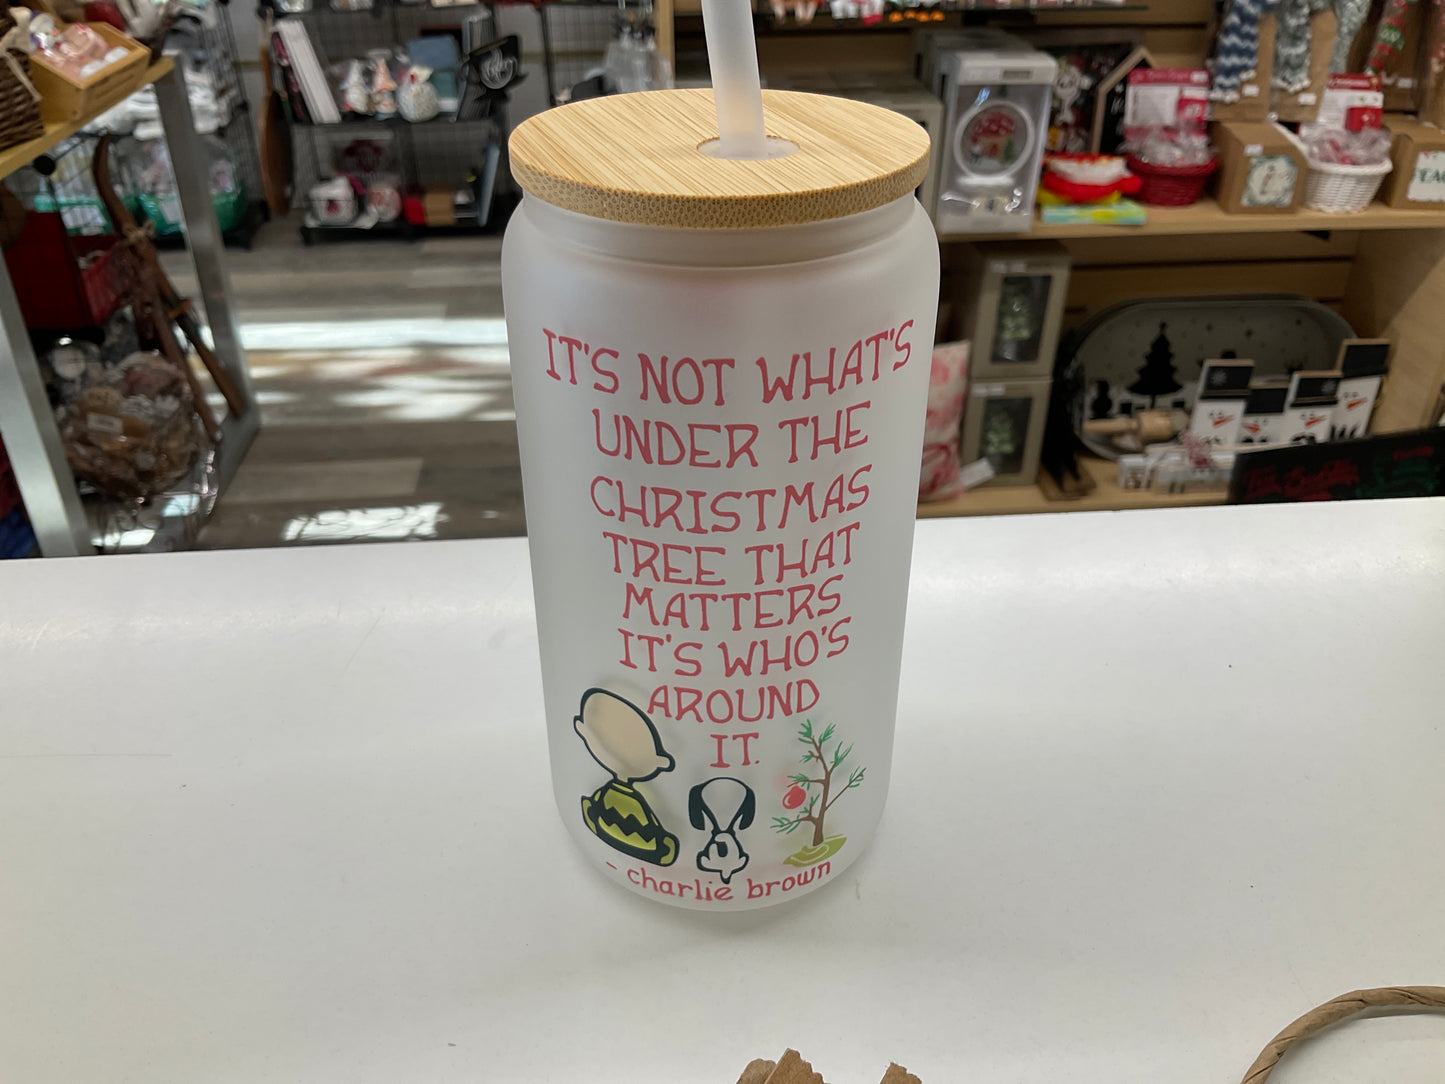 IT'S NOT WHAT'S
UNDER THE
CHRISTMAS
TREE THAT
MATTERS
IT'S WHO'S
AROUND
IT.
- charlie brown